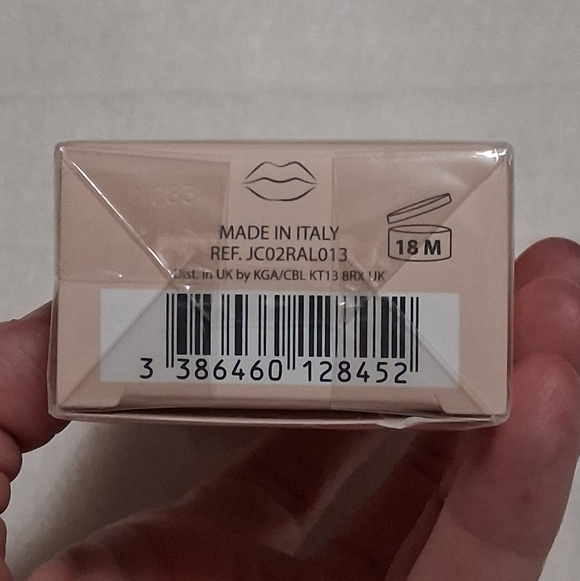 MADE IN ITALY
REF. JC02RAL013
18 M
Dist. in UK by KGA/CBL KT13 8RX UK
3 386460 128452